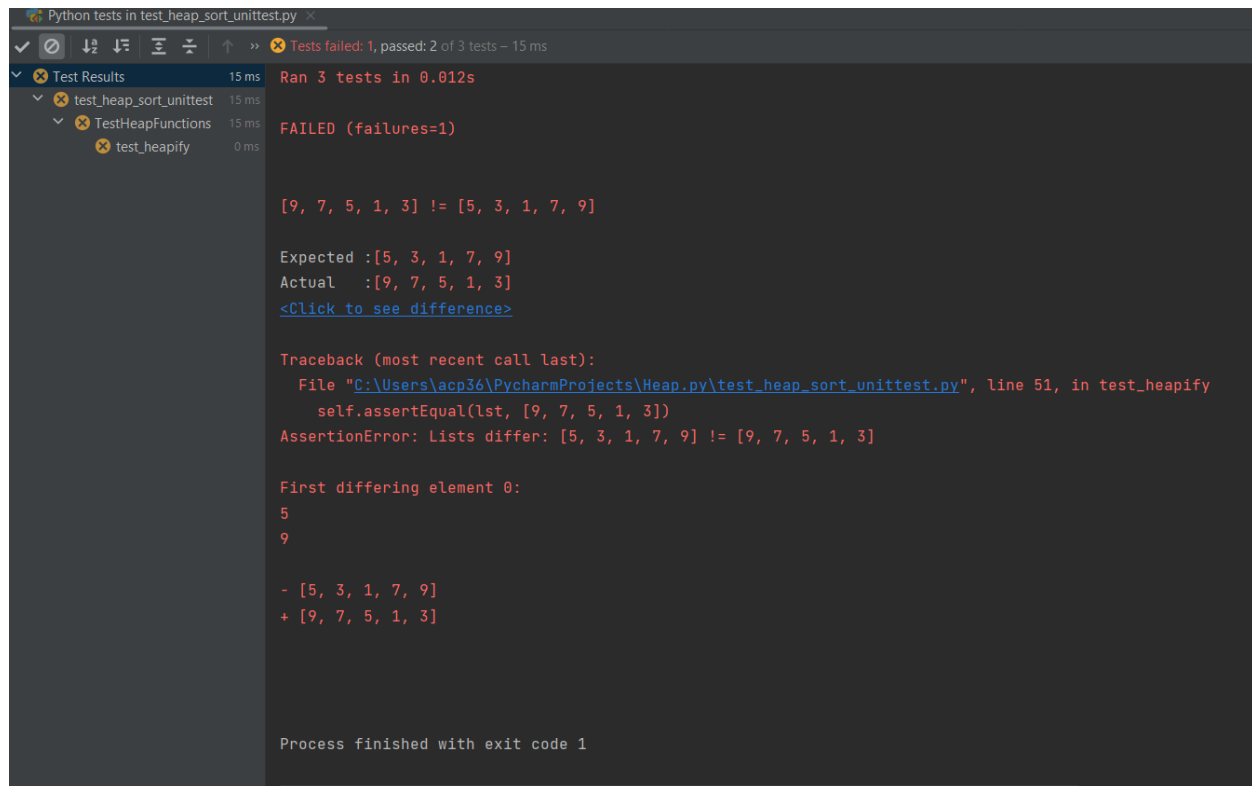 Python tests in test_heap_sort_unittest.py ×
» Tests failed: 1, passed: 2 of 3 tests – 15 ms
Test Results 15 ms
test_heap_sort_unittest 15 ms
TestHeapFunctions 15 ms
test_heapify 0 ms
Ran 3 tests in 0.012s
FAILED (failures=1)
[9, 7, 5, 1, 3] != [5, 3, 1, 7, 9]
Expected :[5, 3, 1, 7, 9]
Actual   :[9, 7, 5, 1, 3]
<Click to see difference>
Traceback (most recent call last):
  File "C:\Users\acp36\PycharmProjects\Heap.py\test_heap_sort_unittest.py", line 51, in test_heapify
    self.assertEqual(lst, [9, 7, 5, 1, 3])
AssertionError: Lists differ: [5, 3, 1, 7, 9] != [9, 7, 5, 1, 3]
First differing element 0:
5
9
- [5, 3, 1, 7, 9]
+ [9, 7, 5, 1, 3]
Process finished with exit code 1